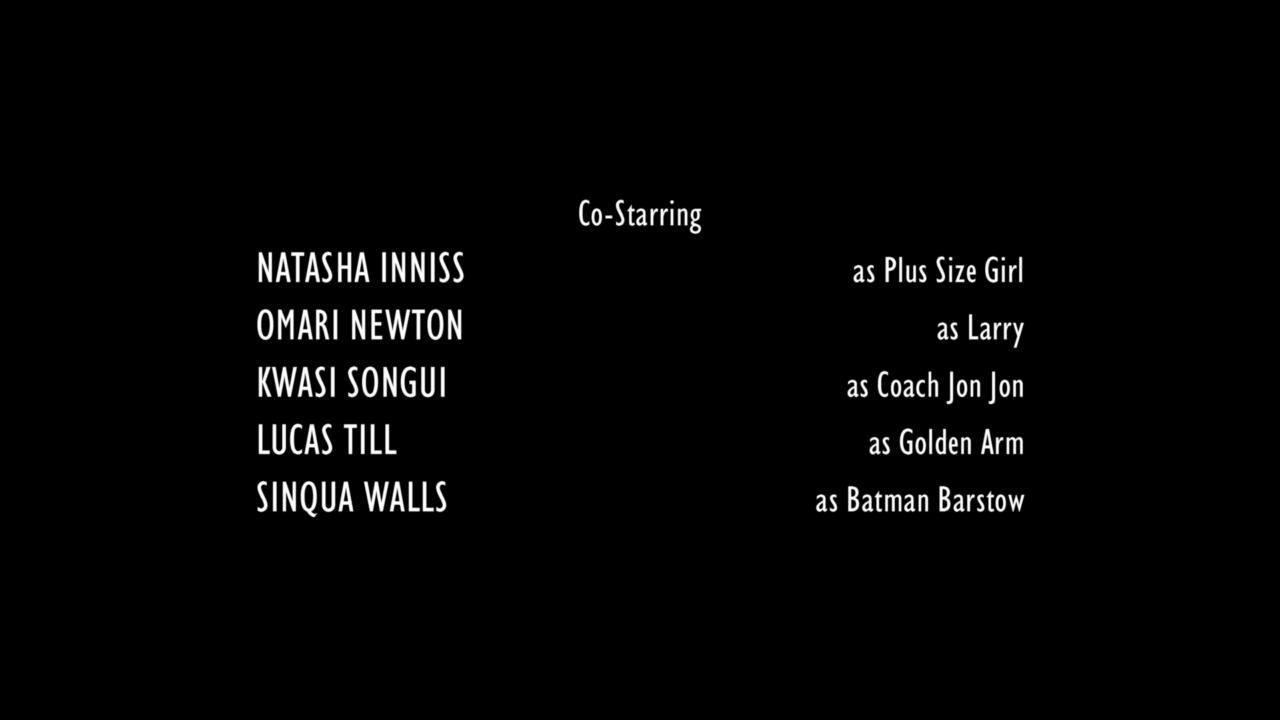 Co-Starring
NATASHA INNISS as Plus Size Girl
OMARI NEWTON as Larry
KWASI SONGUI as Coach Jon Jon
LUCAS TILL as Golden Arm
SINQUA WALLS as Batman Barstow